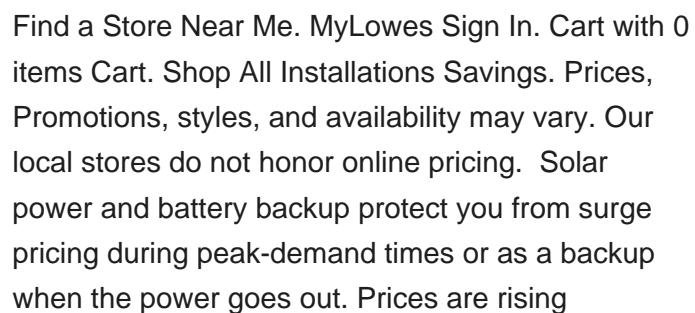 Find a Store Near Me. MyLowes Sign In. Cart with 0
items Cart. Shop All Installations Savings. Prices,
Promotions, styles, and availability may vary. Our
local stores do not honor online pricing.  Solar
power and battery backup protect you from surge
pricing during peak-demand times or as a backup
when the power goes out. Prices are rising